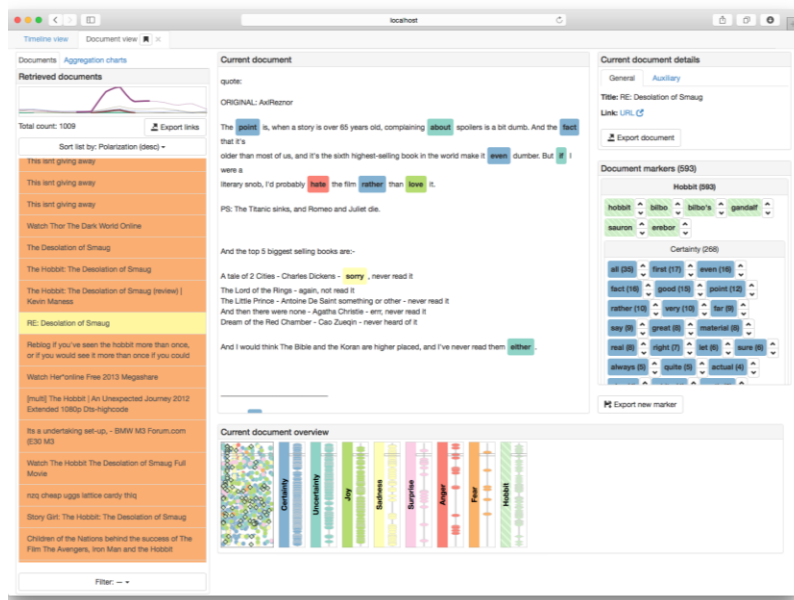 localhost
Timeline view
Document view
Documents
Aggregation charts
Retrieved documents
Total count: 1009
Export links
Sort list by: Polarization (desc)
This isnt giving away
This isnt giving away
This isnt giving away
Watch Thor The Dark World Online
The Desolation of Smaug
The Hobbit: The Desolation of Smaug
The Hobbit: The Desolation of Smaug (review) |
Kevin Maness
RE: Desolation of Smaug
Reblog if you've seen the hobbit more than once,
or if you would see it more than once if you could
Watch Her*online Free 2013 Megashare
[multi] The Hobbit | An Unexpected Journey 2012
Extended 1080p Dts-highcode
Its a undertaking set-up, - BMW M3 Forum.com
(E30 M3
Watch The Hobbit The Desolation of Smaug Full
Movie
nzq cheap uggs lattice cardy thiq
Story Girl: The Hobbit: The Desolation of Smaug
Children of the Nations behind the success of The
Film The Avengers, Iron Man and the Hobbit
Filter: —
Current document
quote:
ORIGINAL: AxlReznor
The point is, when a story is over 65 years old, complaining about spoilers is a bit dumb. And the fact
that it's
older than most of us, and it's the sixth highest-selling book in the world make it even dumber. But if I
were a
literary snob, I'd probably hate the film rather than love it.
PS: The Titanic sinks, and Romeo and Juliet die.
And the top 5 biggest selling books are:-
A tale of 2 Cities - Charles Dickens - sorry , never read it
The Lord of the Rings - again, not read it
The Little Prince - Antoine De Saint something or other - never read it
And then there were none - Agatha Christie - errr, never read it
Dream of the Red Chamber - Cao Zueqin - never heard of it
And I would think The Bible and the Koran are higher placed, and I've never read them either .
Current document overview
Certainty
Uncertainty
Joy
Sadness
Surprise
Anger
Fear
Hobbit
Current document details
General
Auxiliary
Title: RE: Desolation of Smaug
Link: URL
Export document
Document markers (593)
Hobbit (593)
hobbit bilbo bilbo's gandalf
sauron erebor
Certainty (268)
all (35) first (17) even (16)
fact (16) good (15) point (12)
rather (10) very (10) far (9)
say (9) great (8) material (8)
real (8) right (7) let (6) sure (6)
always (5) quite (5) actual (4)
Export new marker